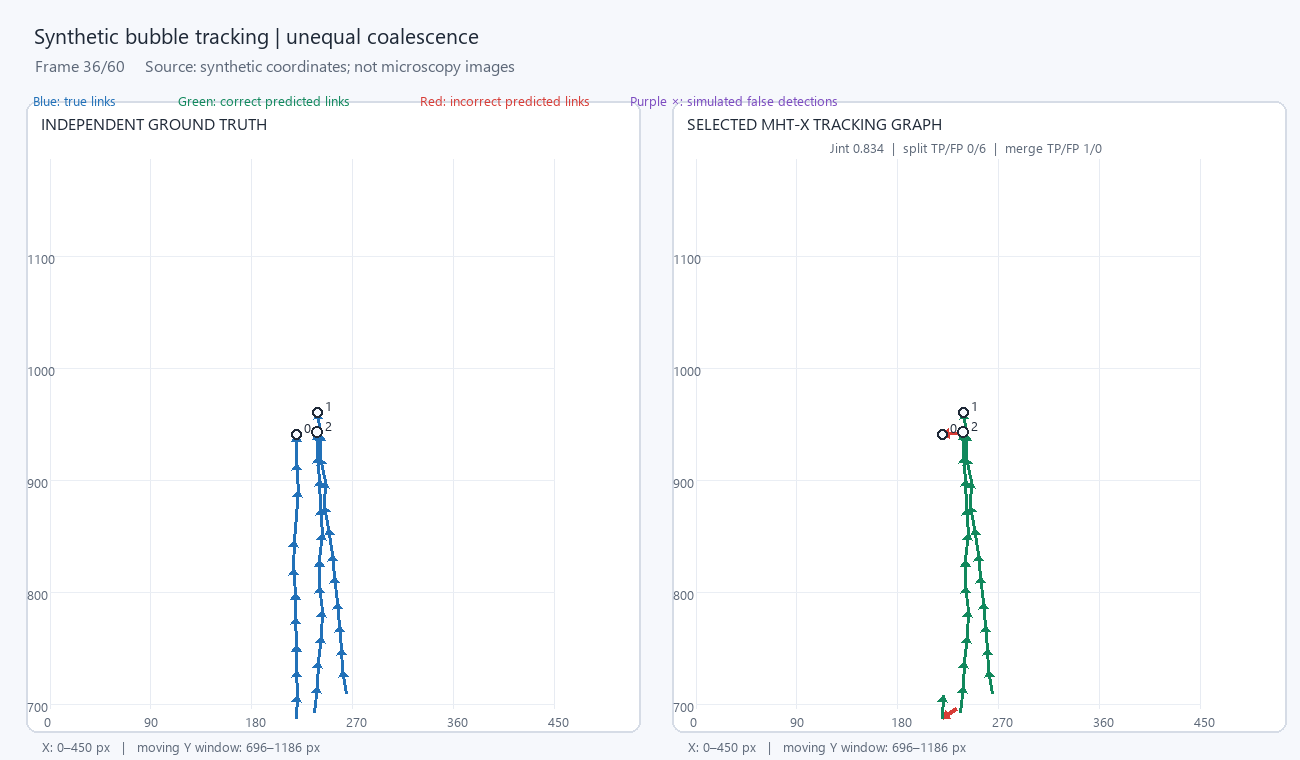 Synthetic bubble tracking | unequal coalescence
Frame 36/60 Source: synthetic coordinates; not microscopy images
Blue: true links Green: correct predicted links Red: incorrect predicted links Purple ×: simulated false detections
INDEPENDENT GROUND TRUTH
1100
1000
900
800
700
1
0
2
0 90 180 270 360 450
X: 0–450 px | moving Y window: 696–1186 px
SELECTED MHT-X TRACKING GRAPH
Jint 0.834 | split TP/FP 0/6 | merge TP/FP 1/0
1100
1000
900
800
700
1
0
2
0 90 180 270 360 450
X: 0–450 px | moving Y window: 696–1186 px